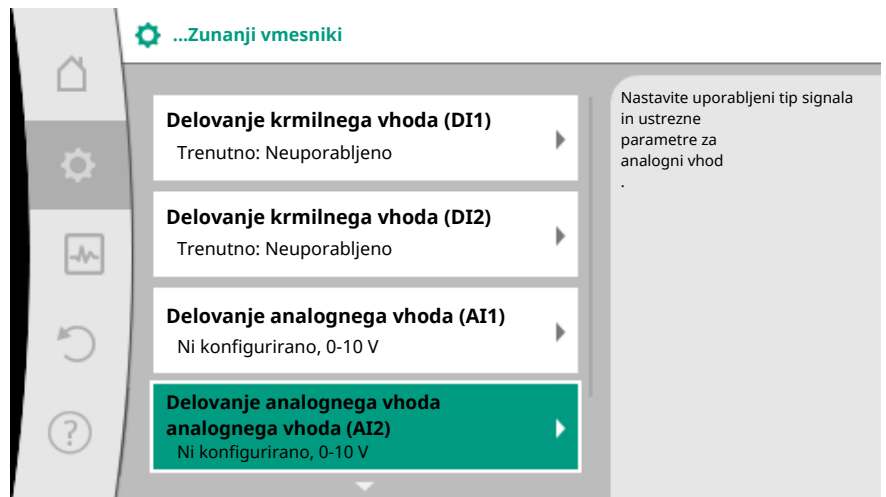 ...Zunanji vmesniki
Delovanje krmilnega vhoda (DI1)
Trenutno: Neuporabljeno
Delovanje krmilnega vhoda (DI2)
Trenutno: Neuporabljeno
Delovanje analognega vhoda (AI1)
Ni konfigurirano, 0-10 V
Delovanje analognega vhoda
analognega vhoda (AI2)
Ni konfigurirano, 0-10 V
Nastavite uporabljeni tip signala
in ustrezne
parametre za
analogni vhod
.
?